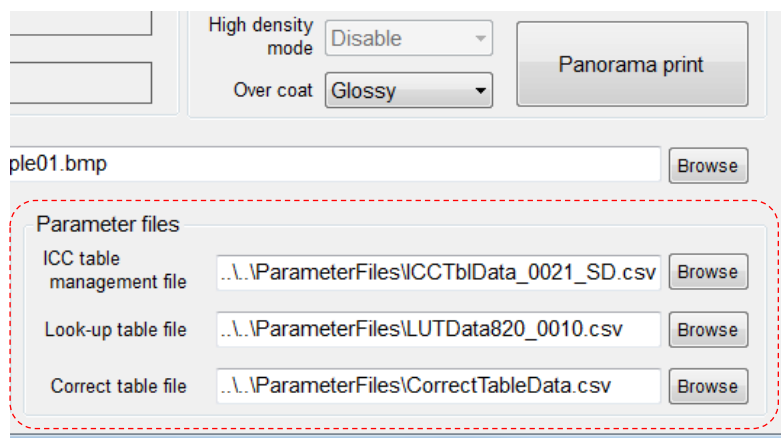 High density
mode
Disable
Over coat
Glossy
Panorama print
ple01.bmp
Browse
Parameter files
ICC table
management file
..\..\ParameterFiles\ICCTblData_0021_SD.csv
Browse
Look-up table file
..\..\ParameterFiles\LUTData820_0010.csv
Browse
Correct table file
..\..\ParameterFiles\CorrectTableData.csv
Browse